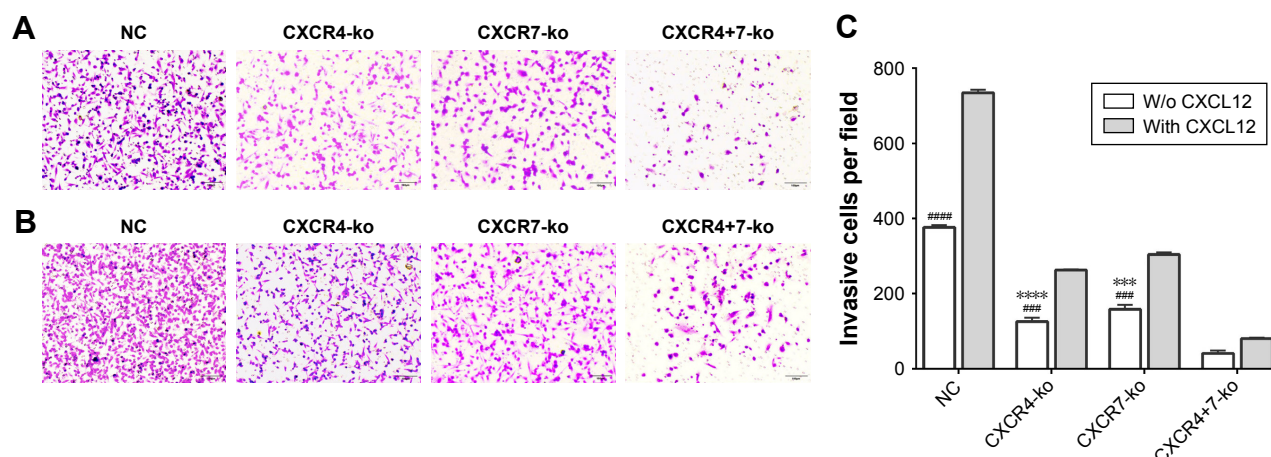 A
NC
CXCR4-ko
CXCR7-ko
CXCR4+7-ko
B
NC
CXCR4-ko
CXCR7-ko
CXCR4+7-ko
C
Invasive cells per field
800
600
400
200
0
W/o CXCL12
With CXCL12
####
****
###
***
###
NC
CXCR4-ko
CXCR7-ko
CXCR4+7-ko